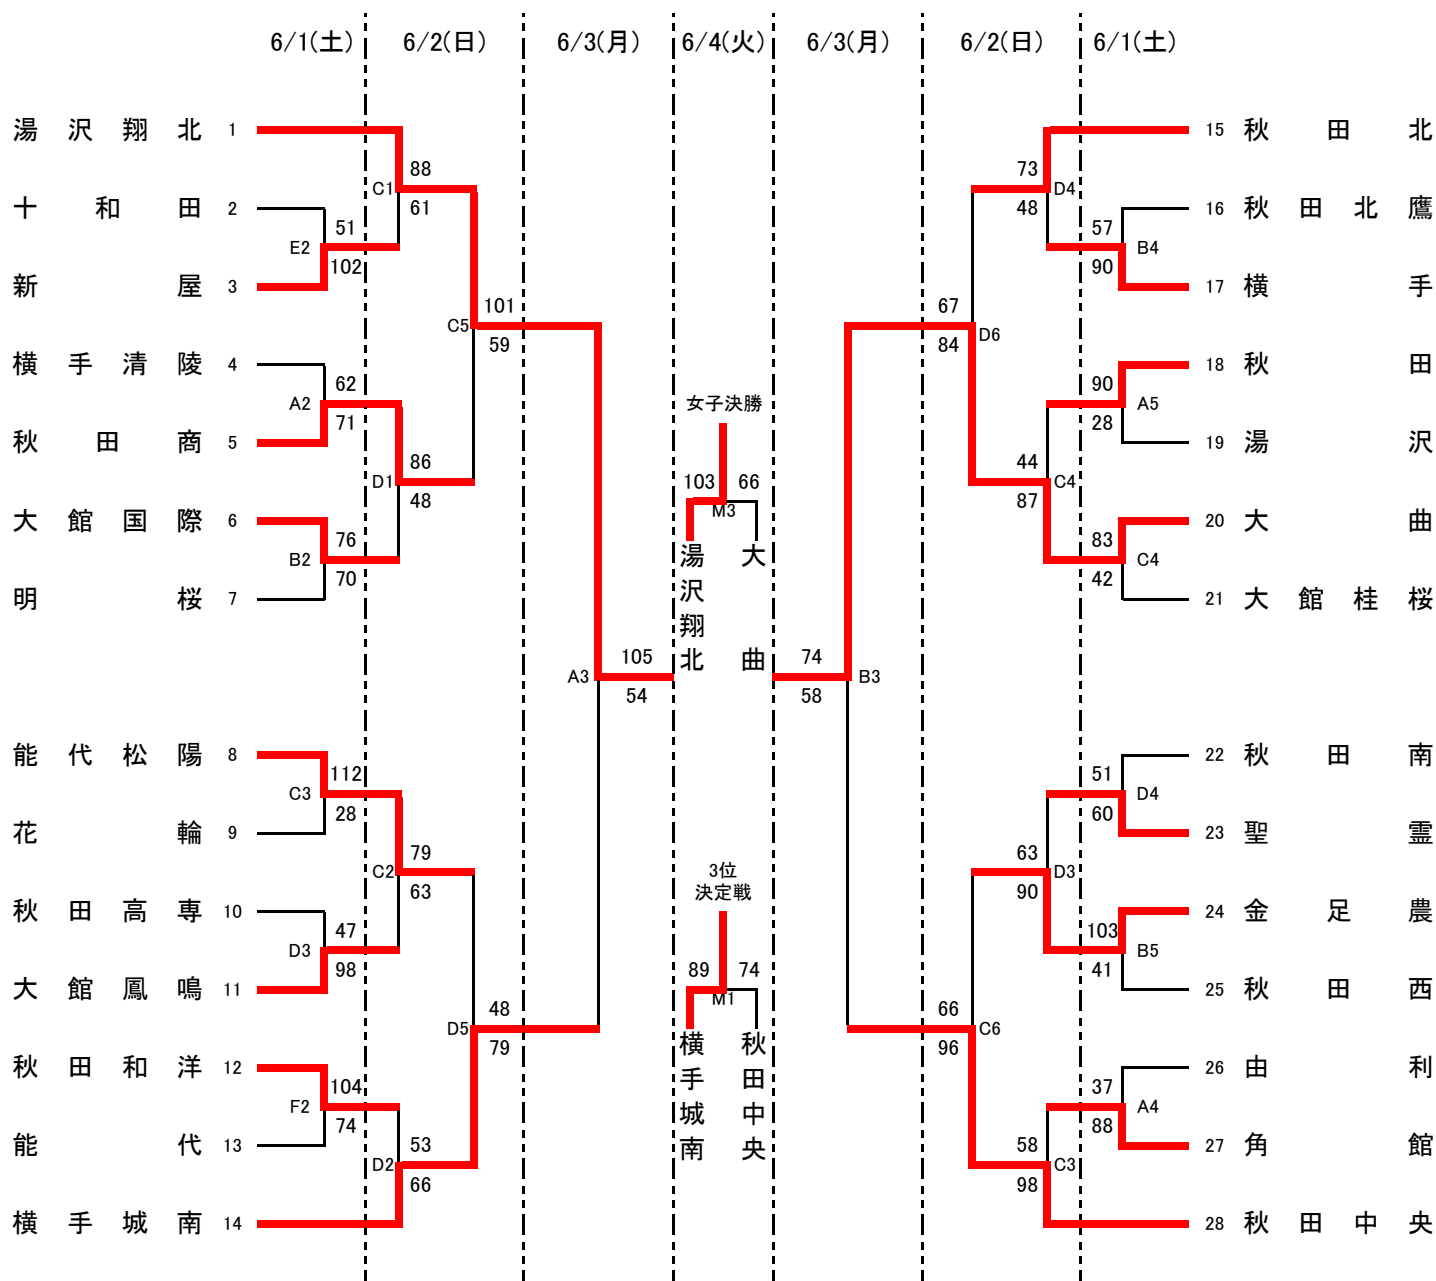 6/1(土) 6/2(日) 6/3(月) 6/4(火) 6/3(月) 6/2(日) 6/1(土)
湯沢翔北 1
88
C1
61
十和田 2
51
E2
102
新屋 3
101
C5
59
横手清陵 4
62
A2
71
秋田商 5
86
D1
48
大館国際 6
76
B2
70
明桜 7
105
A3
54
能代松陽 8
112
C3
28
花輪 9
79
C2
63
秋田高専 10
47
D3
98
大館鳳鳴 11
48
D5
79
秋田和洋 12
104
F2
74
能代 13
53
D2
66
横手城南 14
女子決勝
103 66
M3
湯沢翔北
大曲
3位
決定戦
89 74
M1
横手城南
秋田中央
15 秋田北
73
D4
48
16 秋田北鷹
57
B4
90
17 横手
67
D6
84
18 秋田
90
A5
28
19 湯沢
44
C4
87
20 大曲
83
C4
42
21 大館桂桜
74
B3
58
22 秋田南
51
D4
60
23 聖霊
63
D3
90
24 金足農
103
B5
41
25 秋田西
66
C6
96
26 由利
37
A4
88
27 角館
58
C3
98
28 秋田中央